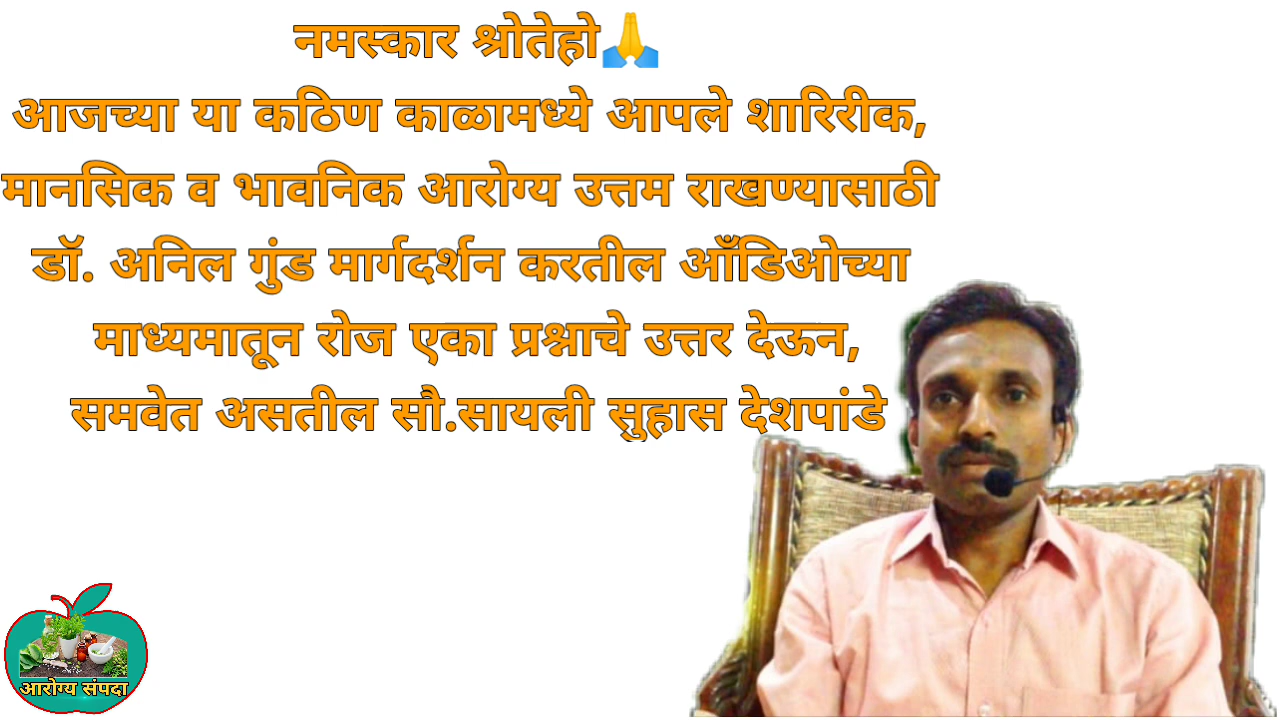 नमस्कार श्रोतेहो🙏
आजच्या या कठिण काळामध्ये आपले शारिरीक,
मानसिक व भावनिक आरोग्य उत्तम राखण्यासाठी
डॉ. अनिल गुंड मार्गदर्शन करतील आँडिओच्या
माध्यमातून रोज एका प्रश्नाचे उत्तर देऊन,
समवेत असतील सौ.सायली सुहास देशपांडे
आरोग्य संपदा